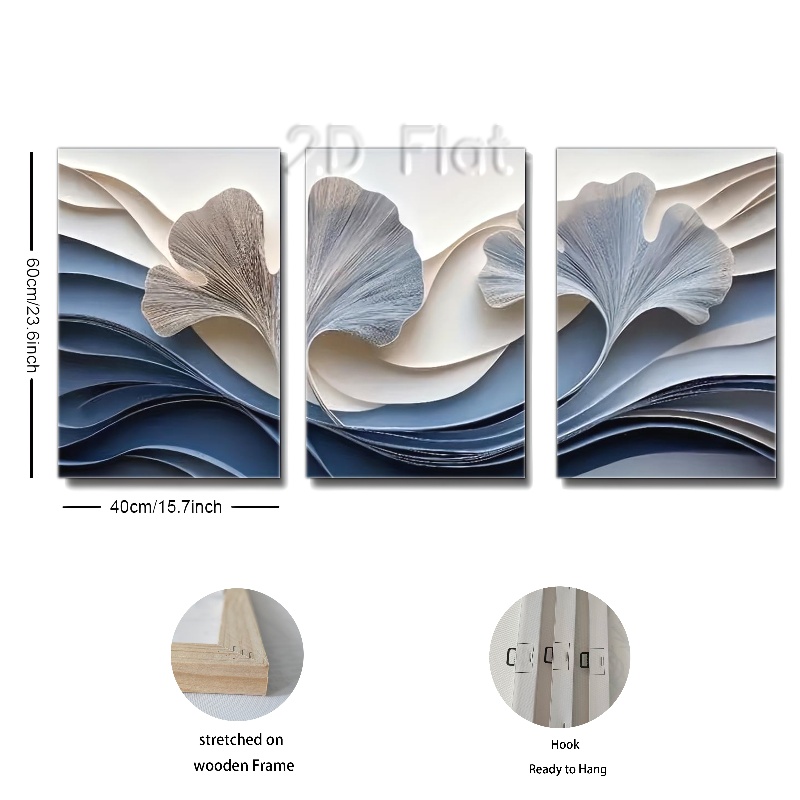 2D Flat
60cm/23.6inch
40cm/15.7inch
stretched on
wooden Frame
Hook
Ready to Hang